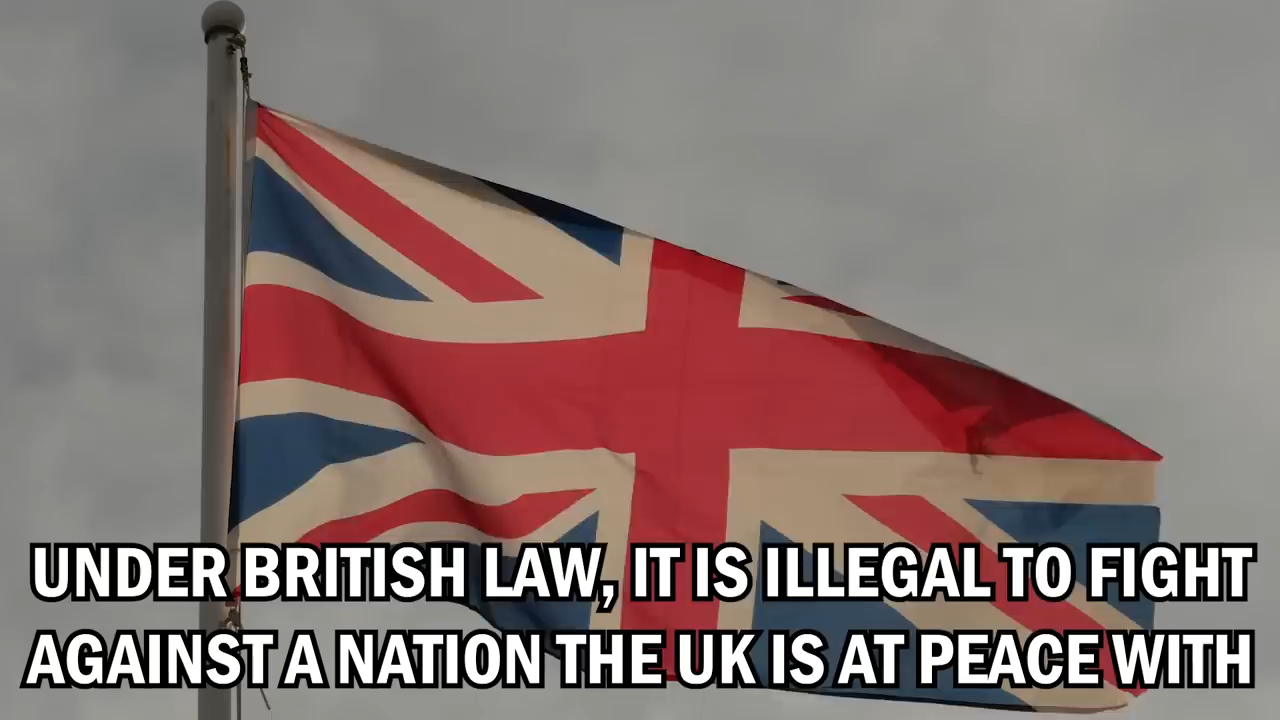 UNDER BRITISH LAW, IT IS ILLEGAL TO FIGHT
AGAINST A NATION THE UK IS AT PEACE WITH